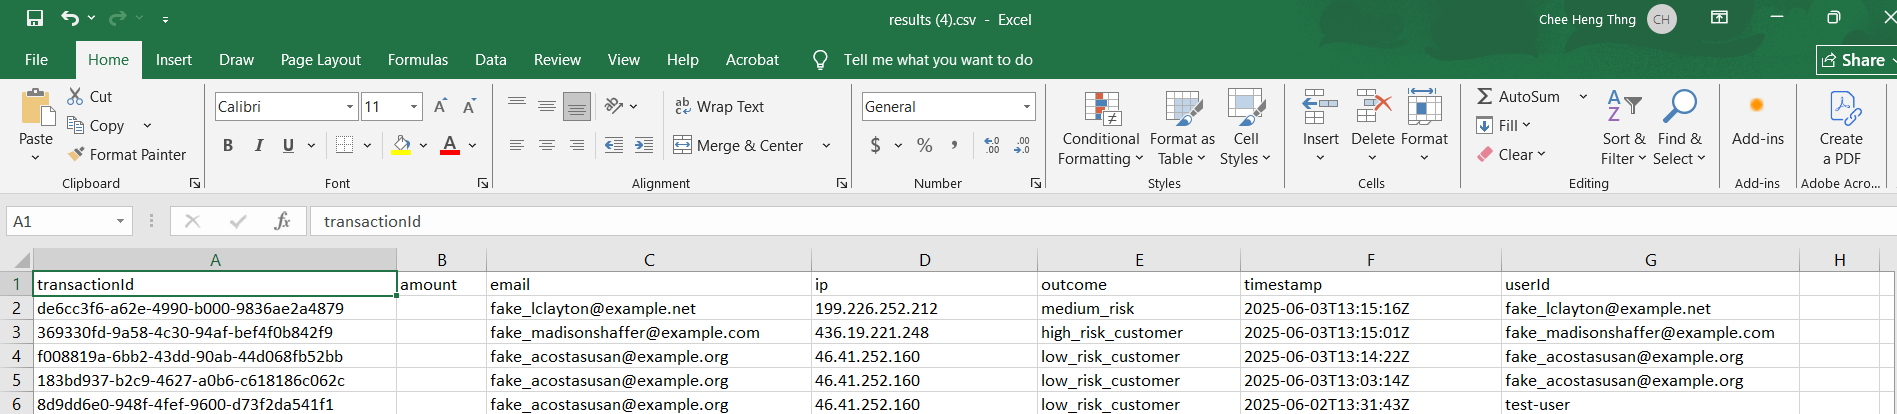 results (4).csv - Excel
Chee Heng Thng CH
File Home Insert Draw Page Layout Formulas Data Review View Help Acrobat Tell me what you want to do Share
Paste
Cut
Copy
Format Painter
Clipboard
Calibri 11 A A
B I U A
Font
ab c Wrap Text
Merge & Center
Alignment
General
$ % , .0 .00 .00 .0
Number
Conditional Formatting
Format as Table
Cell Styles
Styles
Insert
Delete
Format
Cells
AutoSum
Fill
Clear
A Z Sort & Filter
Find & Select
Editing
Add-ins
Add-ins
Create a PDF
Adobe Acro...
A1 fx transactionId
A B C D E F G H
1 transactionId amount email ip outcome timestamp userId
2 de6cc3f6-a62e-4990-b000-9836ae2a4879 fake_lclayton@example.net 199.226.252.212 medium_risk 2025-06-03T13:15:16Z fake_lclayton@example.net
3 369330fd-9a58-4c30-94af-bef4f0b842f9 fake_madisonshaffer@example.com 436.19.221.248 high_risk_customer 2025-06-03T13:15:01Z fake_madisonshaffer@example.com
4 f008819a-6bb2-43dd-90ab-44d068fb52bb fake_acostasusan@example.org 46.41.252.160 low_risk_customer 2025-06-03T13:14:22Z fake_acostasusan@example.org
5 183bd937-b2c9-4627-a0b6-c618186c062c fake_acostasusan@example.org 46.41.252.160 low_risk_customer 2025-06-03T13:03:14Z fake_acostasusan@example.org
6 8d9dd6e0-948f-4fef-9600-d73f2da541f1 fake_acostasusan@example.org 46.41.252.160 low_risk_customer 2025-06-02T13:31:43Z test-user